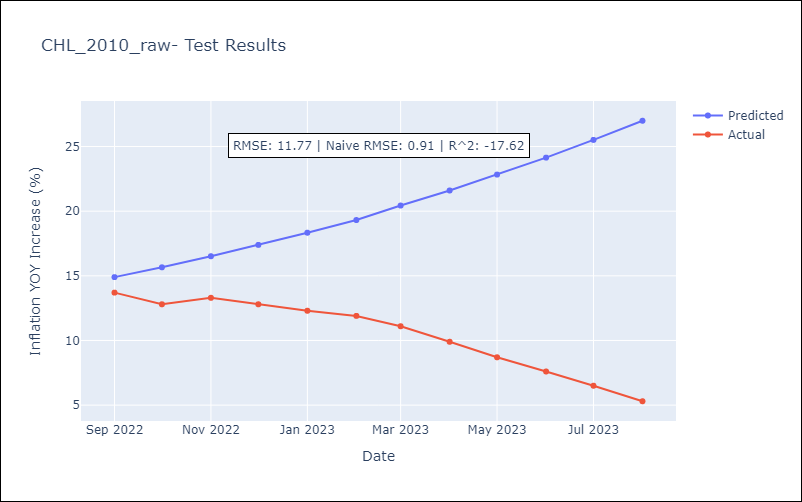 CHL_2010_raw- Test Results
Predicted
Actual
RMSE: 11.77 | Naive RMSE: 0.91 | R^2: -17.62
Inflation YOY Increase (%)
25
20
15
10
5
Sep 2022 Nov 2022 Jan 2023 Mar 2023 May 2023 Jul 2023
Date